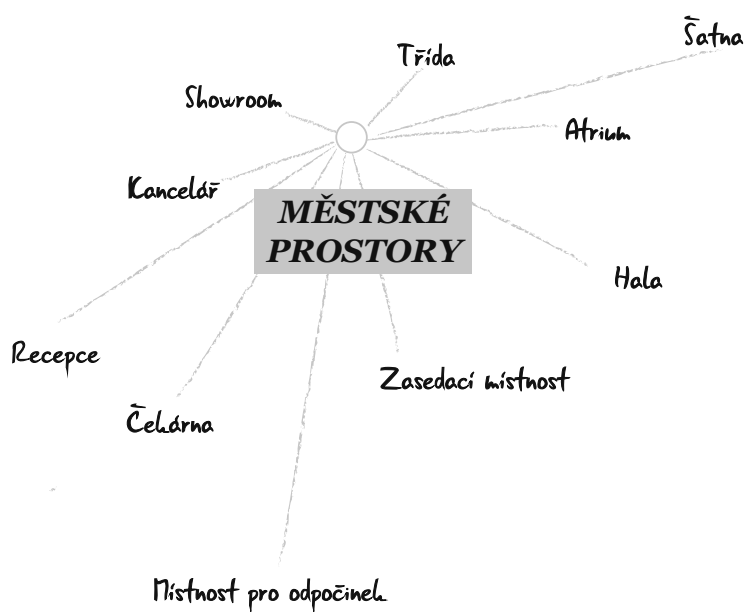 Šatna
Třída
Showroom
Atrium
Kancelář
MĚSTSKÉ
PROSTORY
Hala
Recepce
Zasedací místnost
Čekárna
Místnost pro odpočinek